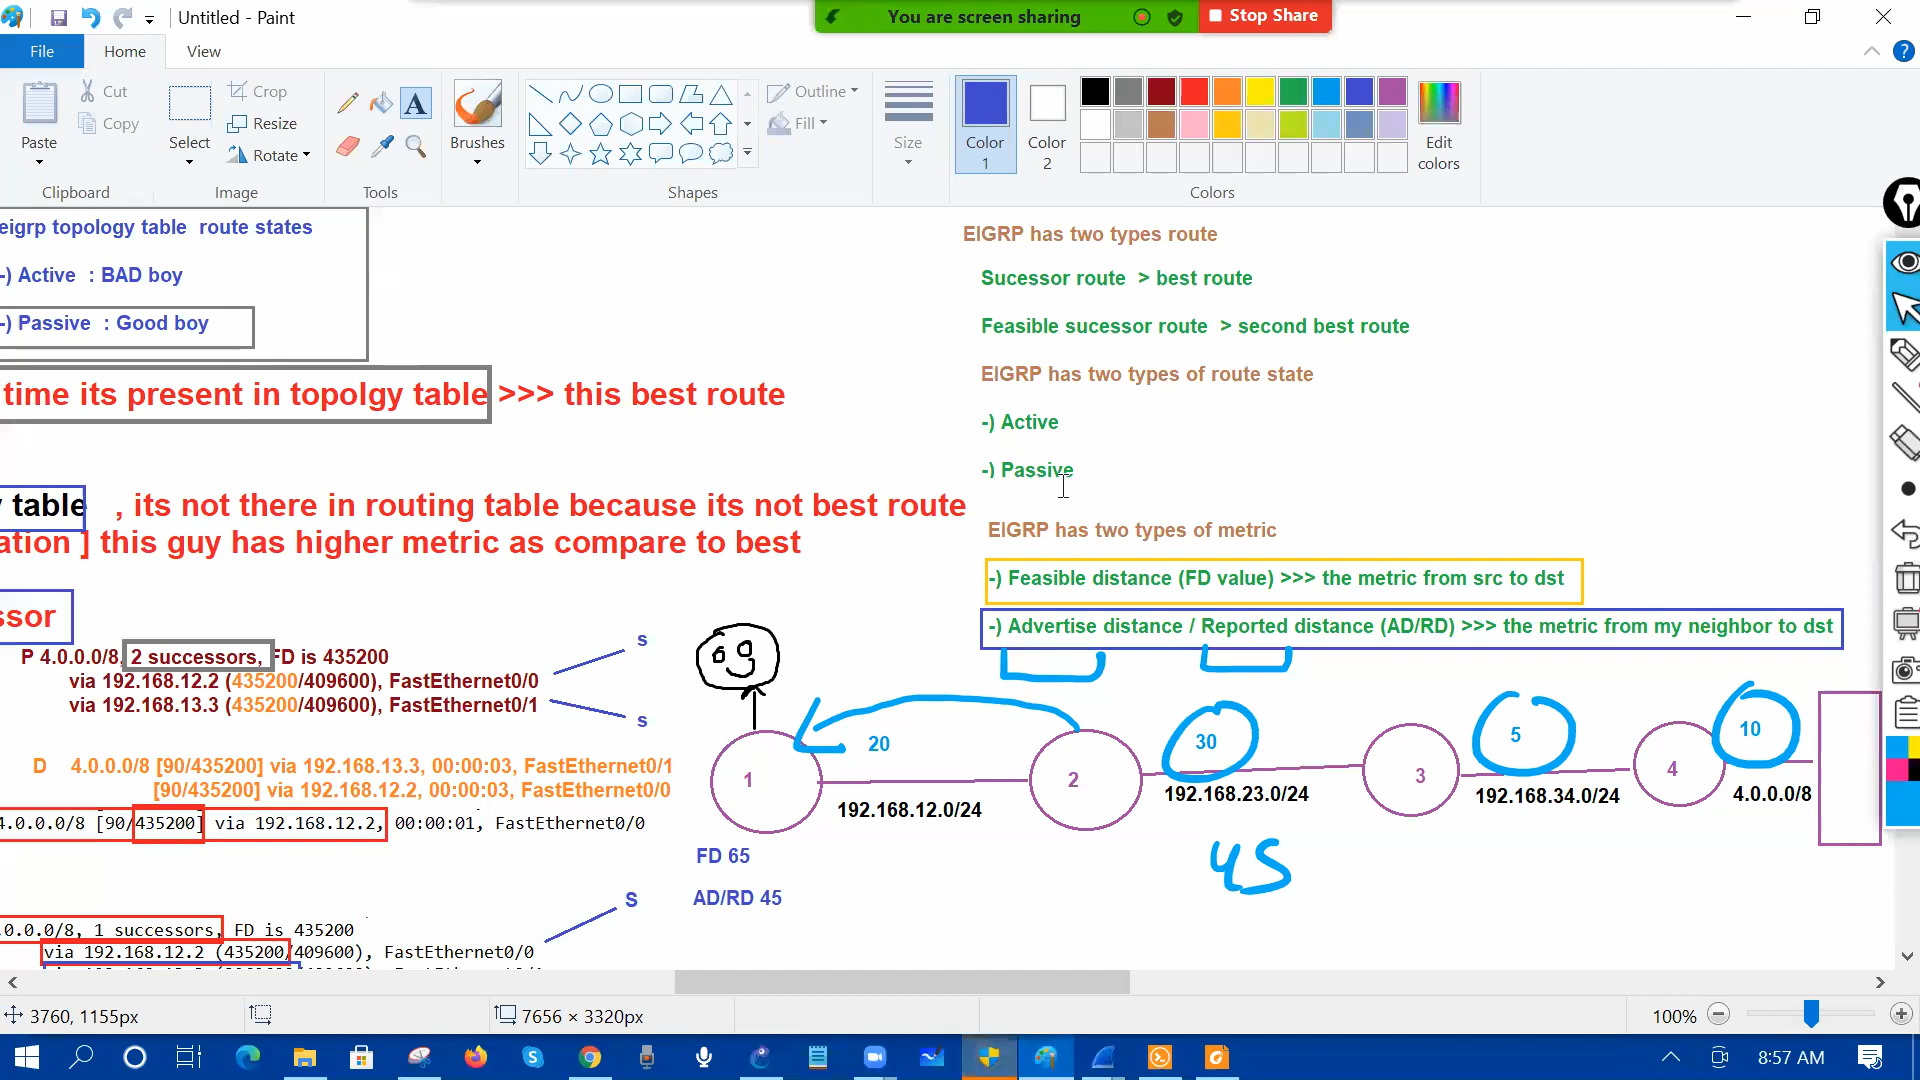 Untitled - Paint
You are screen sharing
Stop Share
File
Home
View
Paste
Cut
Copy
Clipboard
Select
Crop
Resize
Rotate
Image
A
Tools
Brushes
Shapes
Outline
Fill
Size
Color 1
Color 2
Edit colors
Colors
eigrp topology table route states
-) Active : BAD boy
-) Passive : Good boy
time its present in topolgy table >>> this best route
table , its not there in routing table because its not best route
ation ] this guy has higher metric as compare to best
ssor
P 4.0.0.0/8, 2 successors, FD is 435200
via 192.168.12.2 (435200/409600), FastEthernet0/0
via 192.168.13.3 (435200/409600), FastEthernet0/1
s
s
D 4.0.0.0/8 [90/435200] via 192.168.13.3, 00:00:03, FastEthernet0/1
[90/435200] via 192.168.12.2, 00:00:03, FastEthernet0/0
4.0.0.0/8 [90/435200] via 192.168.12.2, 00:00:01, FastEthernet0/0
S
.0.0.0/8, 1 successors, FD is 435200
via 192.168.12.2 (435200/409600), FastEthernet0/0
EIGRP has two types route
Sucessor route > best route
Feasible sucessor route > second best route
EIGRP has two types of route state
-) Active
-) Passive
EIGRP has two types of metric
-) Feasible distance (FD value) >>> the metric from src to dst
-) Advertise distance / Reported distance (AD/RD) >>> the metric from my neighbor to dst
20
30
5
10
1
2
3
4
192.168.12.0/24
192.168.23.0/24
192.168.34.0/24
4.0.0.0/8
FD 65
AD/RD 45
45
3760, 1155px
7656 × 3320px
100%
8:57 AM